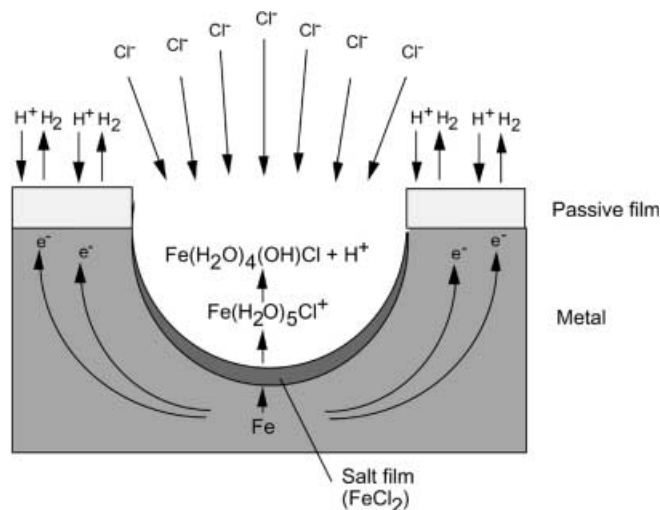 Cl⁻ Cl⁻ Cl⁻ Cl⁻ Cl⁻ Cl⁻ Cl⁻
H⁺ H₂ H⁺ H₂ H⁺ H₂ H⁺ H₂
Passive film
e⁻ e⁻ e⁻ e⁻
Fe(H₂O)₄(OH)Cl + H⁺
Fe(H₂O)₅Cl⁺
Metal
Fe
Salt film
(FeCl₂)